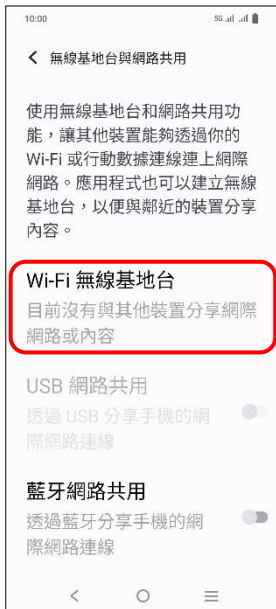 10:00
5G
無線基地台與網路共用
使用無線基地台和網路共用功
能，讓其他裝置能夠透過你的
Wi-Fi 或行動數據連線連上網際
網路。應用程式也可以建立無線
基地台，以便與鄰近的裝置分享
內容。
Wi-Fi 無線基地台
目前沒有與其他裝置分享網際
網路或內容
USB 網路共用
透過 USB 分享手機的網
際網路連線
藍牙網路共用
透過藍牙分享手機的網
際網路連線